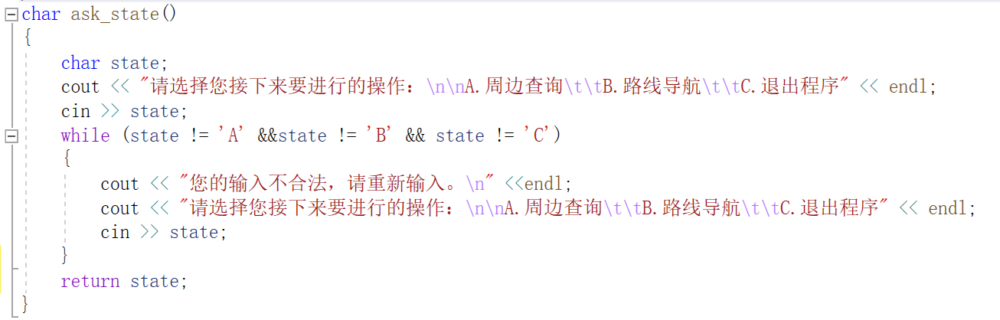 char ask_state()
{
char state;
cout << "请选择您接下来要进行的操作：\n\nA.周边查询\t\tB.路线导航\t\tC.退出程序" << endl;
cin >> state;
while (state != 'A' &&state != 'B' && state != 'C')
{
cout << "您的输入不合法，请重新输入。\n" <<endl;
cout << "请选择您接下来要进行的操作：\n\nA.周边查询\t\tB.路线导航\t\tC.退出程序" << endl;
cin >> state;
}
return state;
}